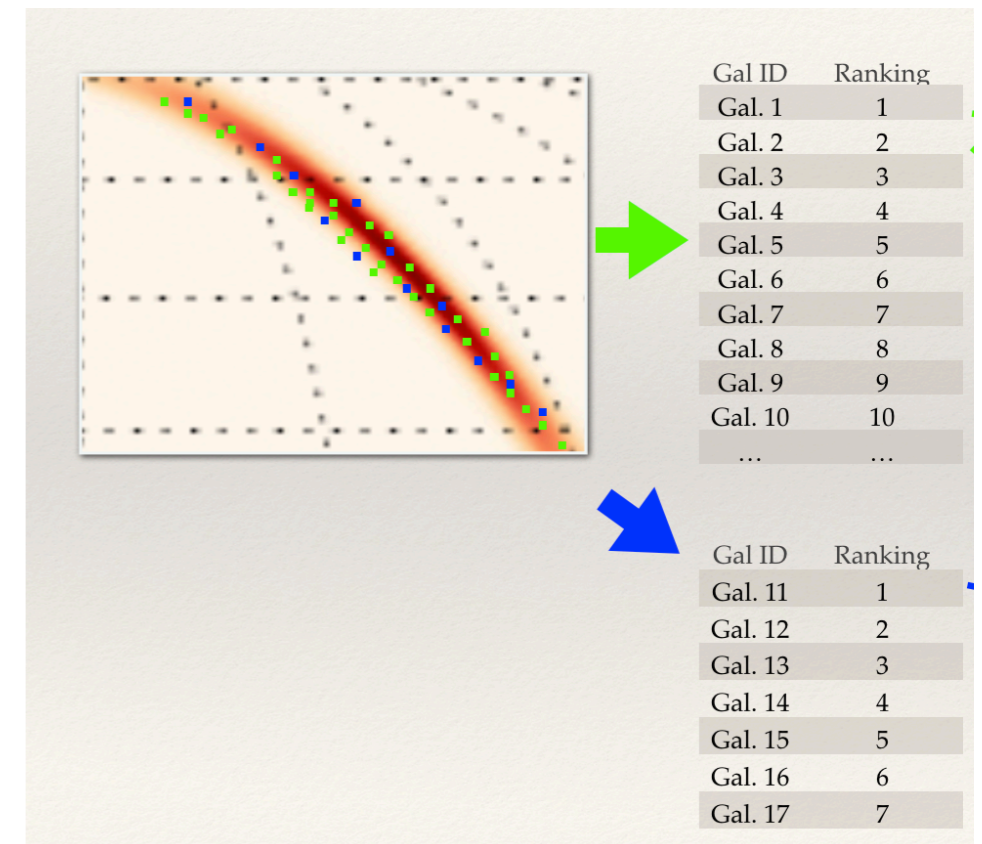 Gal ID Ranking
Gal. 1 1
Gal. 2 2
Gal. 3 3
Gal. 4 4
Gal. 5 5
Gal. 6 6
Gal. 7 7
Gal. 8 8
Gal. 9 9
Gal. 10 10
... ...
Gal ID Ranking
Gal. 11 1
Gal. 12 2
Gal. 13 3
Gal. 14 4
Gal. 15 5
Gal. 16 6
Gal. 17 7